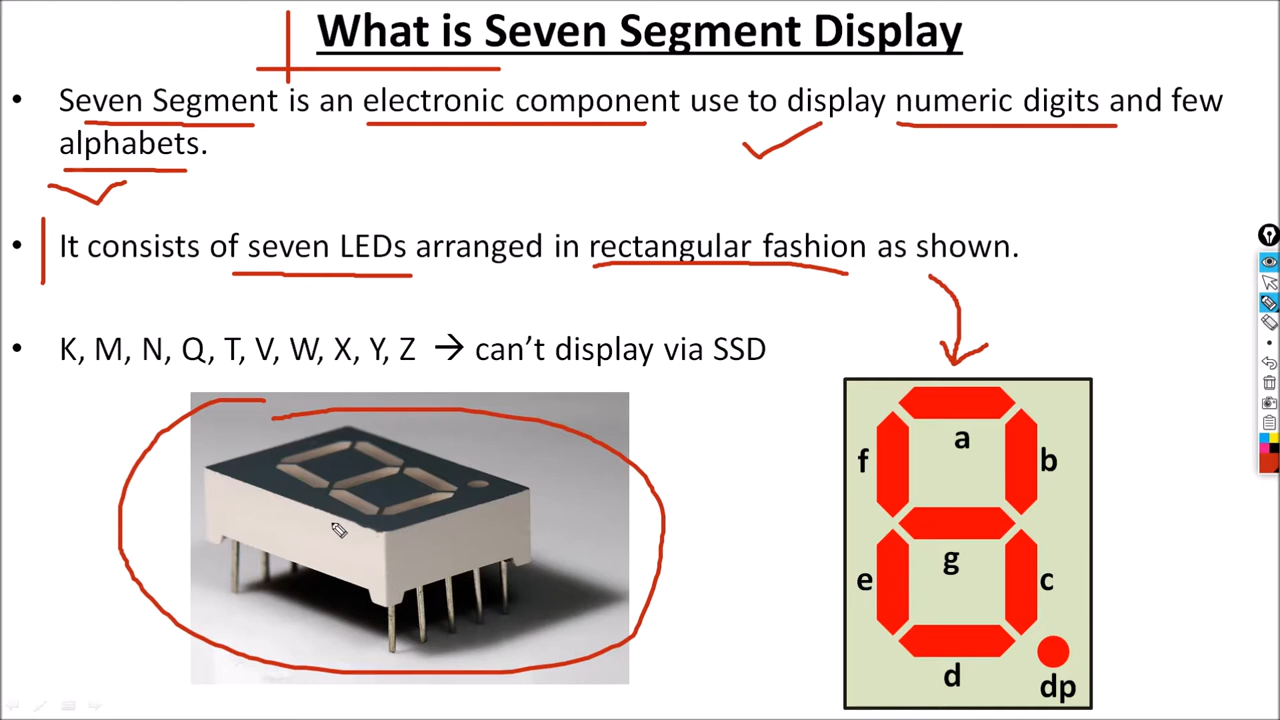 What is Seven Segment Display
• Seven Segment is an electronic component use to display numeric digits and few
alphabets.
• It consists of seven LEDs arranged in rectangular fashion as shown.
• K, M, N, Q, T, V, W, X, Y, Z → can't display via SSD
a
f
b
g
e
c
d
dp